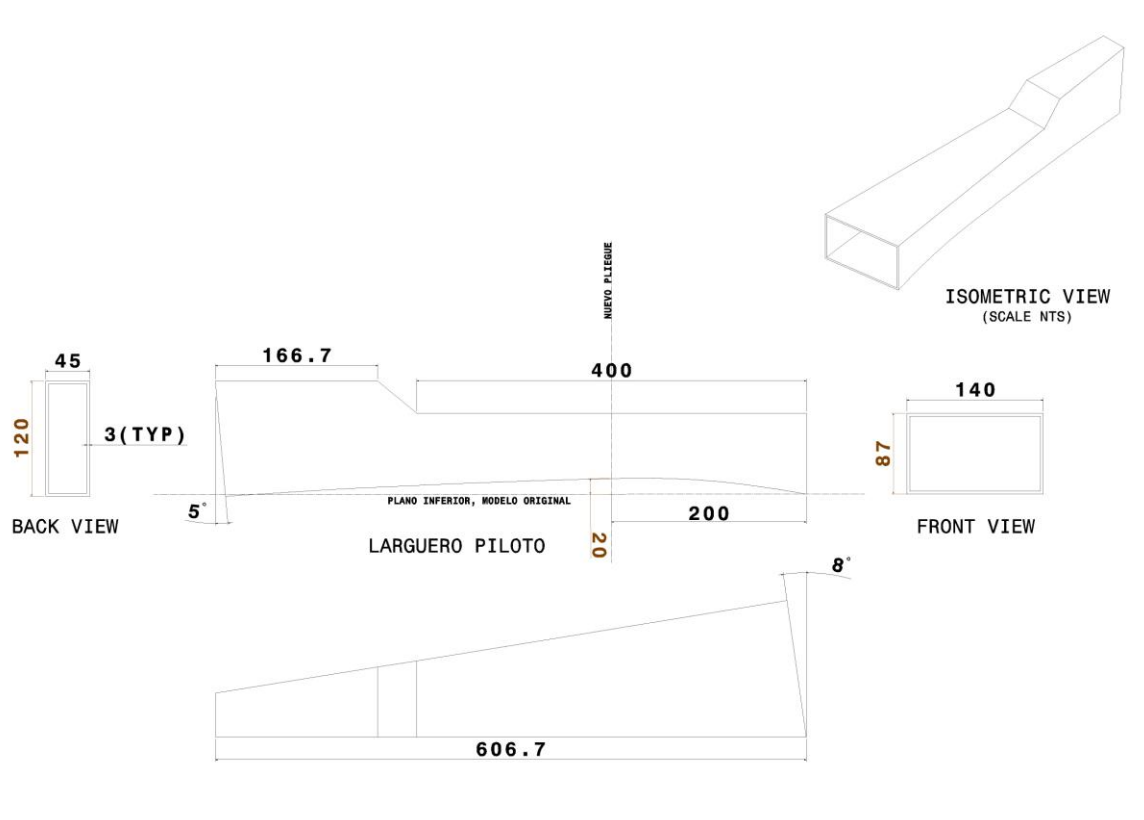 ISOMETRIC VIEW
(SCALE NTS)
NUEVO PLIEGUE
45
166.7
400
140
120
3(TYP)
87
PLANO INFERIOR, MODELO ORIGINAL
5°
200
BACK VIEW
LARGUERO PILOTO
20
FRONT VIEW
8°
606.7